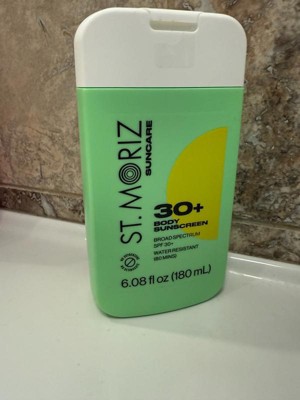 ST. MORIZ
SUNCARE
30+
BODY
SUNSCREEN
BROAD SPECTRUM
SPF 30+
WATER RESISTANT
(80 MINS)
6.08 fl oz (180 mL)